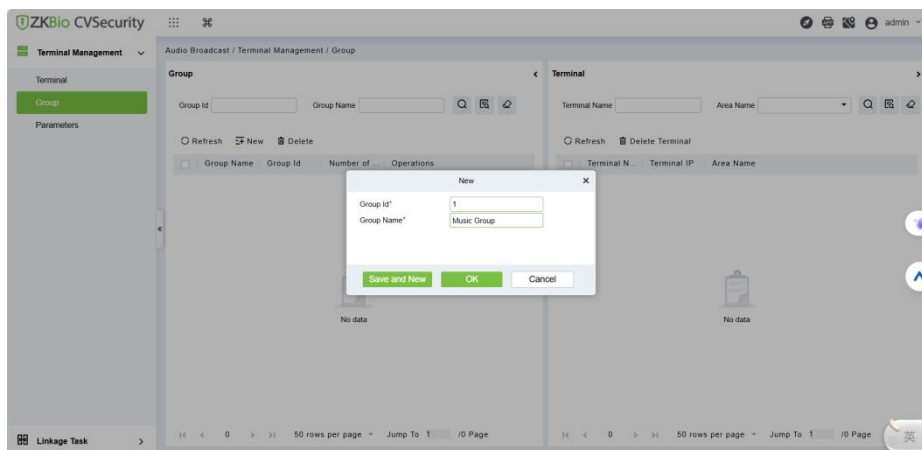 ZKBio CVSecurity
admin
Terminal Management
Audio Broadcast / Terminal Management / Group
Terminal
Group
Parameters
Group
Group Id
Group Name
Refresh New Delete
Group Name Group Id Number of ... Operations
No data
50 rows per page Jump To 1 /0 Page
0
Terminal
Terminal Name
Area Name
Refresh Delete Terminal
Terminal N... Terminal IP Area Name
No data
0
50 rows per page Jump To 1 /0 Page
New
Group Id* 1
Group Name* Music Group
Save and New OK Cancel
Linkage Task
英